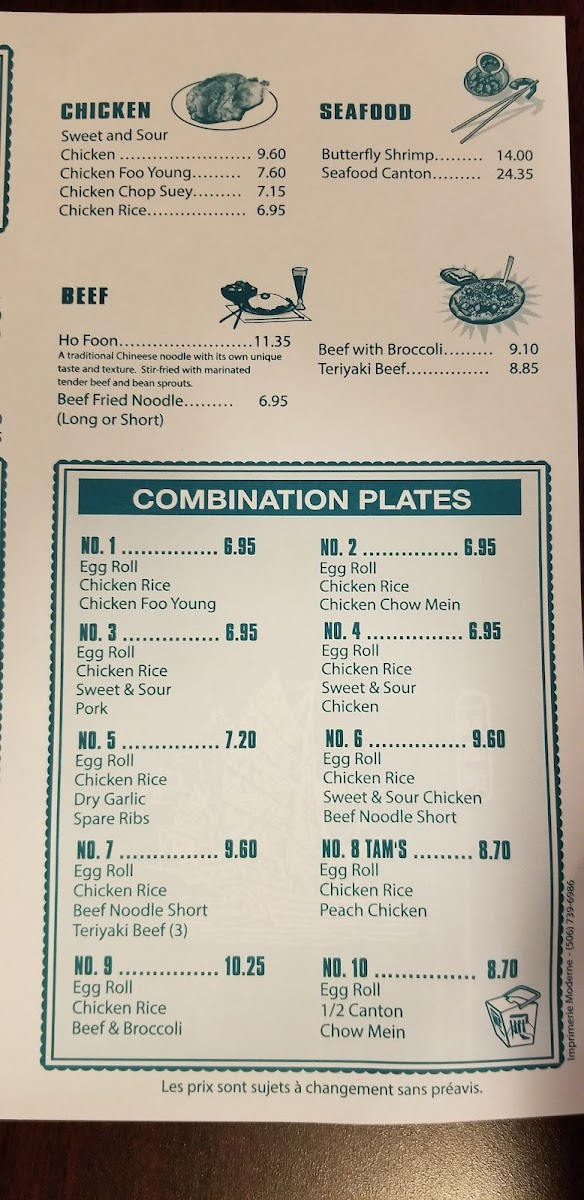 CHICKEN
Sweet and Sour
Chicken ........................ 9.60
Chicken Foo Young......... 7.60
Chicken Chop Suey......... 7.15
Chicken Rice.................. 6.95
SEAFOOD
Butterfly Shrimp......... 14.00
Seafood Canton......... 24.35
BEEF
Ho Foon.........................11.35
A traditional Chineese noodle with its own unique
taste and texture. Stir-fried with marinated
tender beef and bean sprouts.
Beef Fried Noodle......... 6.95
(Long or Short)
Beef with Broccoli......... 9.10
Teriyaki Beef............... 8.85
COMBINATION PLATES
NO. 1 ............... 6.95
Egg Roll
Chicken Rice
Chicken Foo Young
NO. 2 ............... 6.95
Egg Roll
Chicken Rice
Chicken Chow Mein
NO. 3 ............... 6.95
Egg Roll
Chicken Rice
Sweet & Sour
Pork
NO. 4 ............... 6.95
Egg Roll
Chicken Rice
Sweet & Sour
Chicken
NO. 5 ............... 7.20
Egg Roll
Chicken Rice
Dry Garlic
Spare Ribs
NO. 6 ............... 9.60
Egg Roll
Chicken Rice
Sweet & Sour Chicken
Beef Noodle Short
NO. 7 ............... 9.60
Egg Roll
Chicken Rice
Beef Noodle Short
Teriyaki Beef (3)
NO. 8 TAM'S ......... 8.70
Egg Roll
Chicken Rice
Peach Chicken
NO. 9 ............... 10.25
Egg Roll
Chicken Rice
Beef & Broccoli
NO. 10 ................ 8.70
Egg Roll
1/2 Canton
Chow Mein
Les prix sont sujets à changement sans préavis.
Imprimerie Moderne - (506) 739-6986